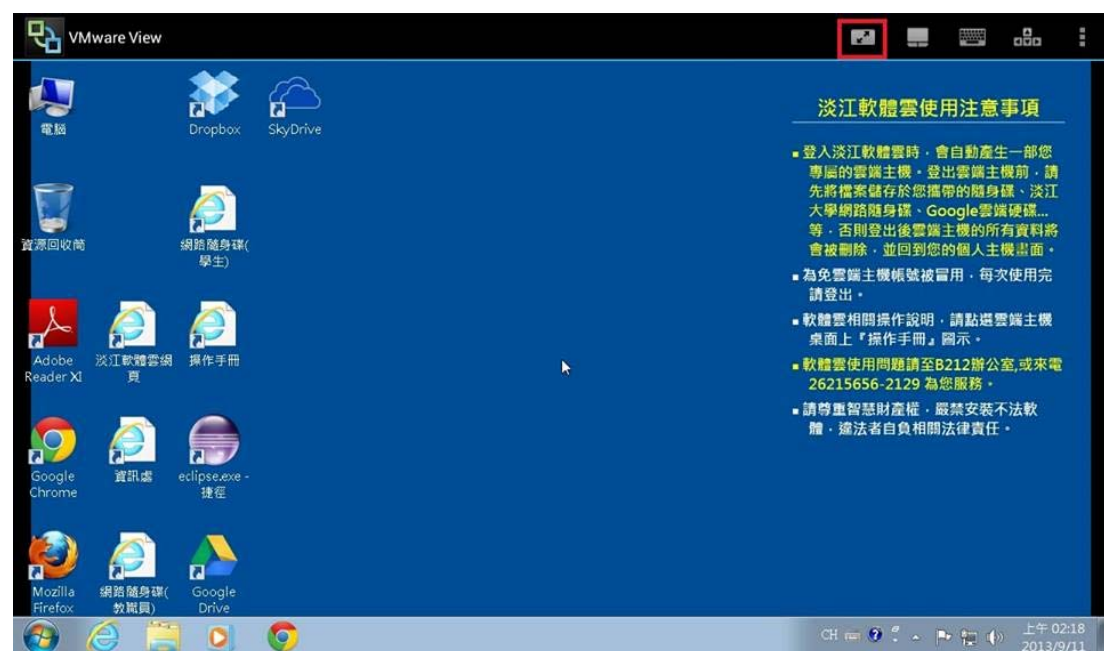 VMware View
電腦
Dropbox
SkyDrive
資源回收筒
網路隨身碟(
學生)
Adobe
Reader XI
淡江軟體雲網
頁
操作手冊
Google
Chrome
資訊處
eclipse.exe -
捷徑
Mozilla
Firefox
網路隨身碟(
教職員)
Google
Drive
淡江軟體雲使用注意事項
登入淡江軟體雲時，會自動產生一部您
專屬的雲端主機。登出雲端主機前，請
先將檔案儲存於您攜帶的隨身碟、淡江
大學網路隨身碟、Google雲端硬碟...
等，否則登出後雲端主機的所有資料將
會被刪除，並回到您的個人主機畫面。
為免雲端主機帳號被冒用，每次使用完
請登出。
軟體雲相關操作說明，請點選雲端主機
桌面上『操作手冊』圖示。
軟體雲使用問題請至B212辦公室,或來電
26215656-2129 為您服務。
請尊重智慧財產權，嚴禁安裝不法軟
體，違法者自負相關法律責任。
CH
上午 02:18
2013/9/11